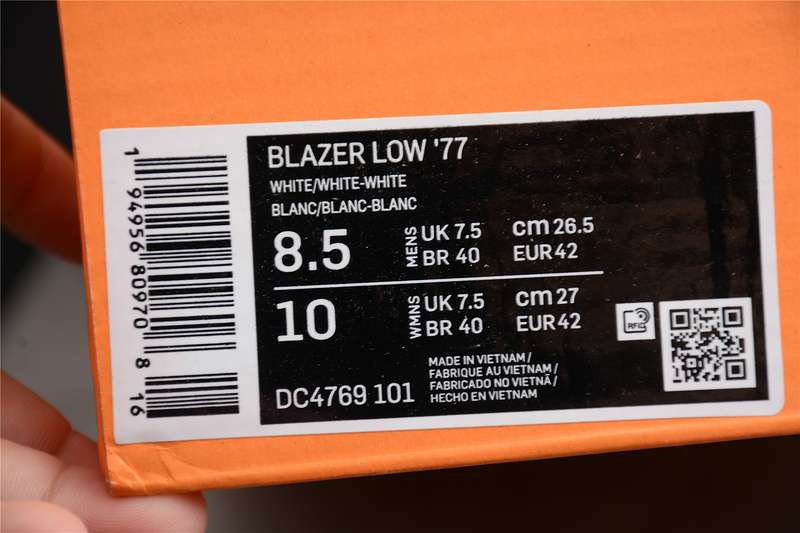 BLAZER LOW '77
WHITE/WHITE-WHITE
BLANC/BLANC-BLANC
8.5 MENS UK 7.5 cm 26.5
BR 40 EUR 42
10 WMNS UK 7.5 cm 27
BR 40 EUR 42
RFID
DC4769 101
MADE IN VIETNAM/
FABRIQUE AU VIETNAM/
FABRICADO NO VIETNÃ/
HECHO EN VIETNAM
1 94956 80970 8 16